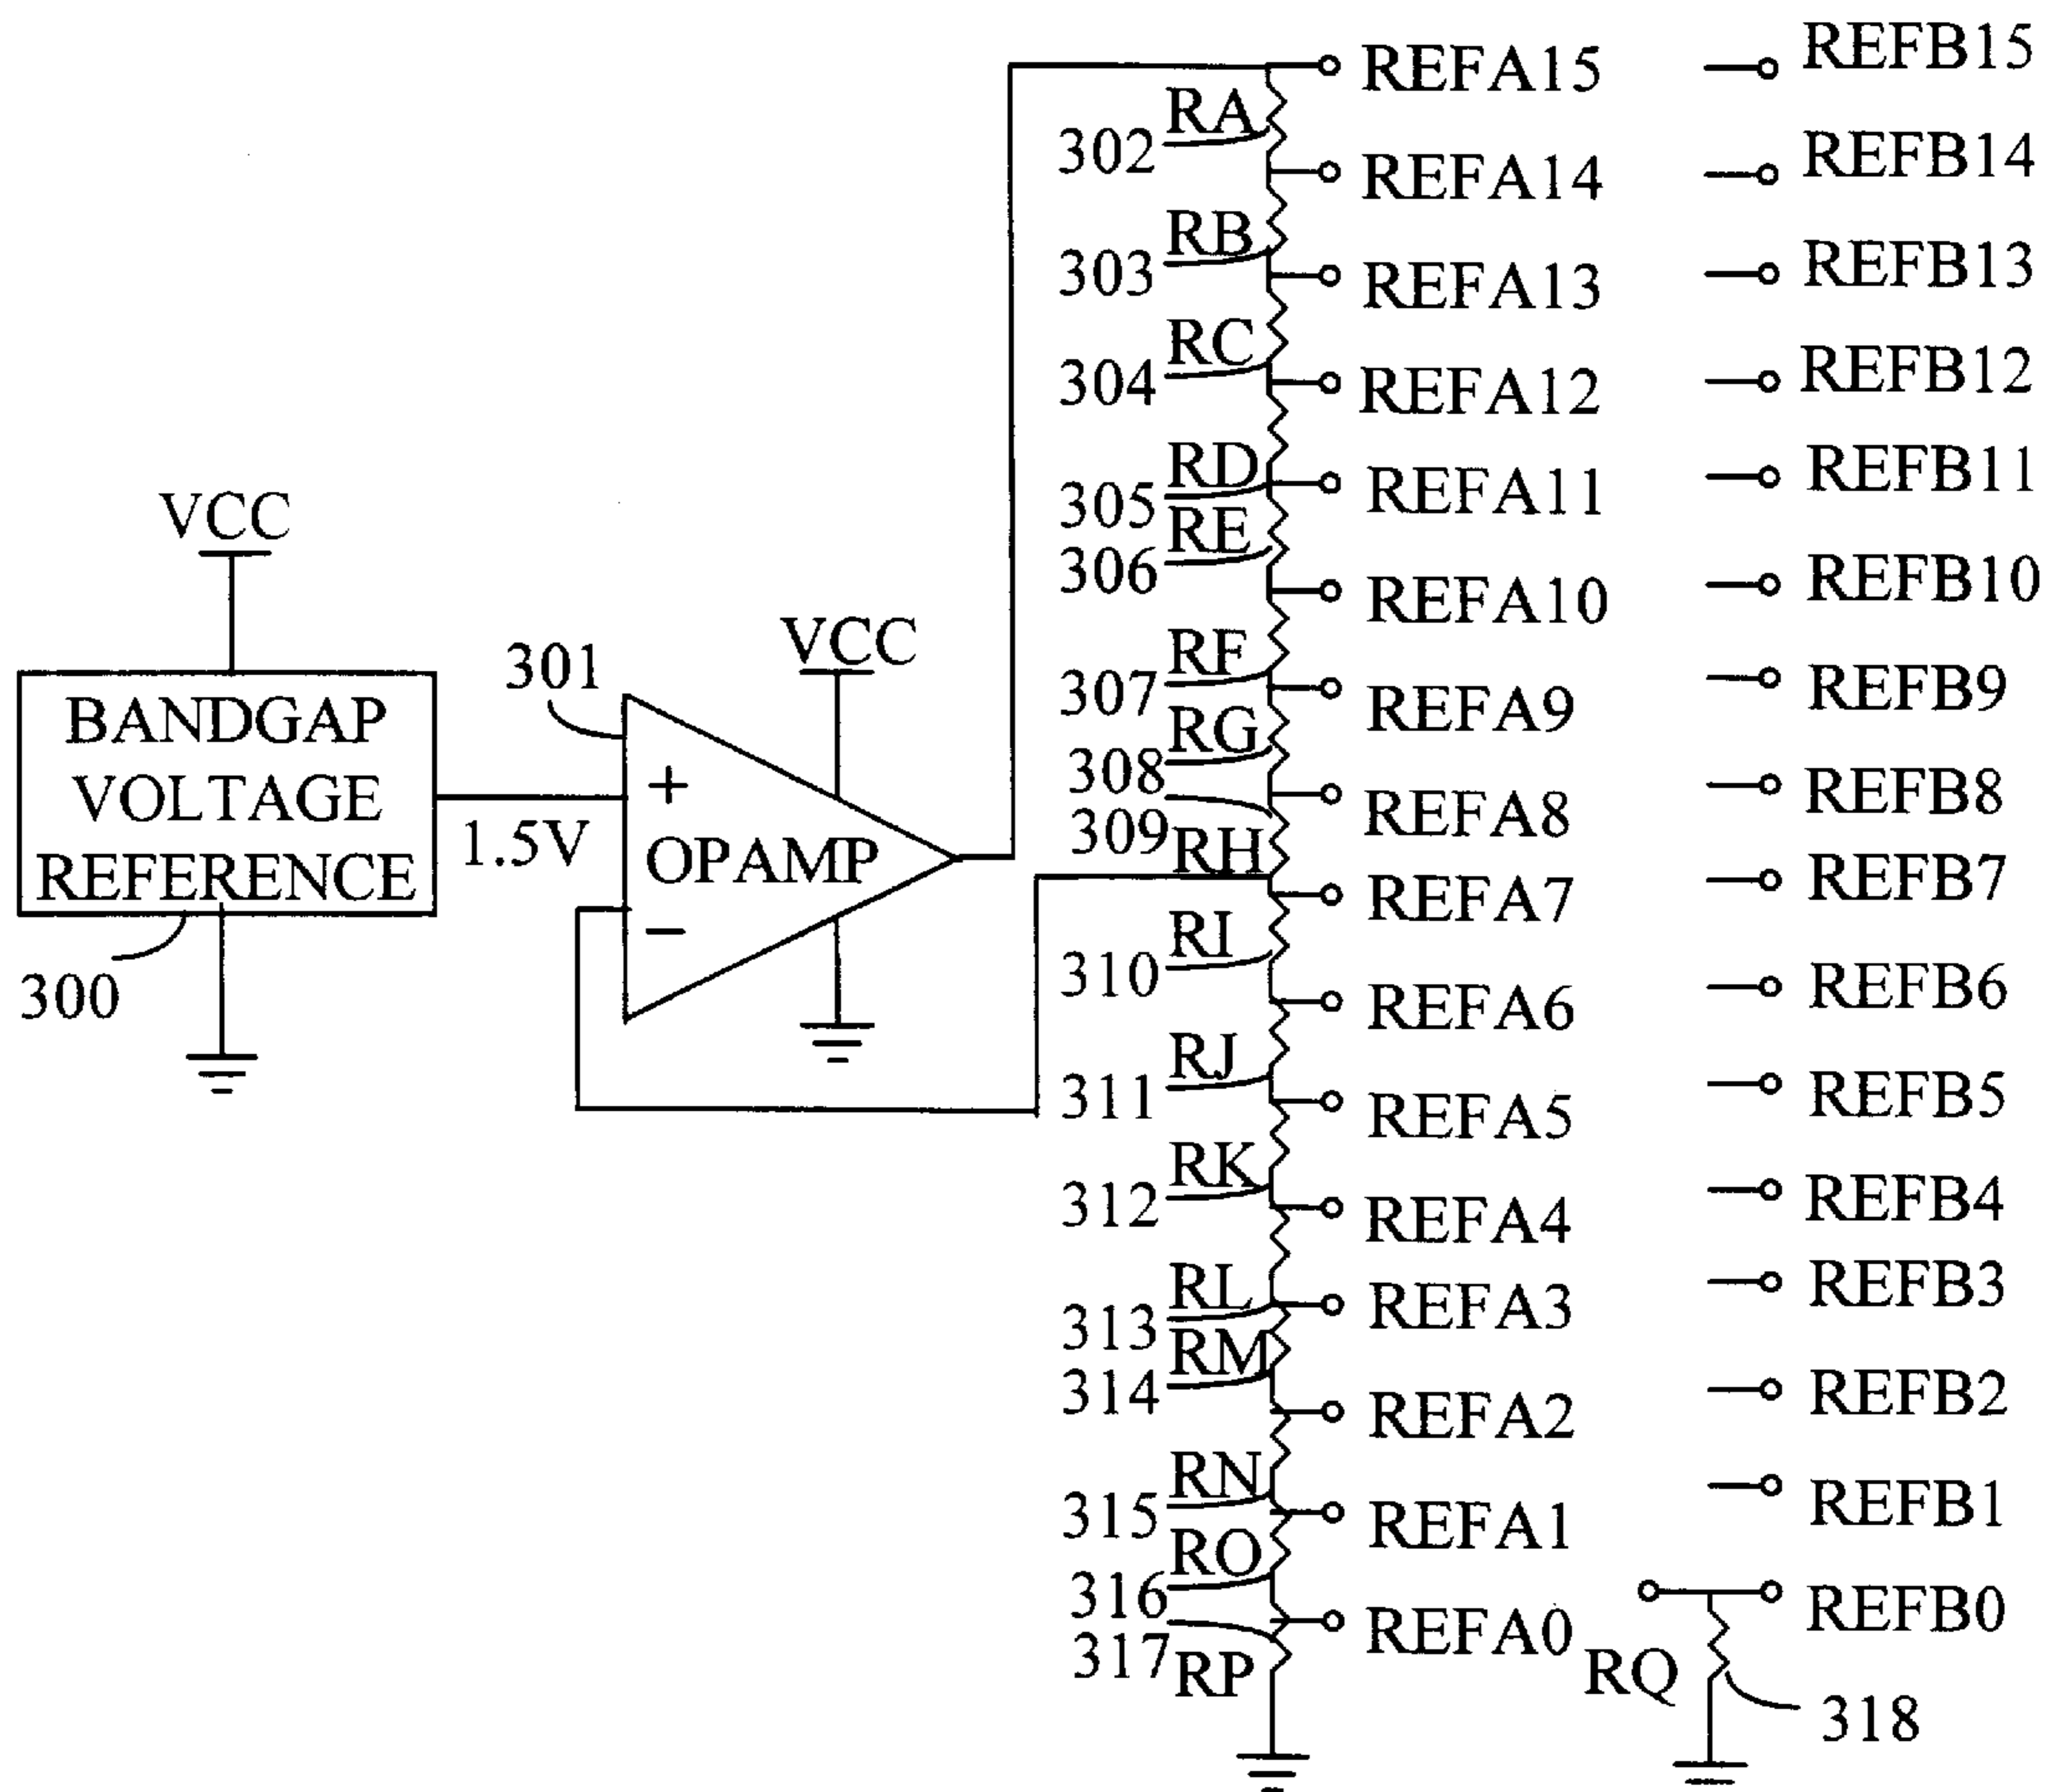 REFA15
REFB15
RA
302
REFA14
REFB14
RB
303
REFA13
REFB13
RC
304
REFA12
REFB12
RD
305
REFA11
REFB11
RE
306
REFA10
REFB10
RF
307
REFA9
REFB9
RG
308
REFA8
REFB8
309
RH
REFA7
REFB7
RI
310
REFA6
REFB6
RJ
311
REFA5
REFB5
RK
312
REFA4
REFB4
RL
313
REFA3
REFB3
RM
314
REFA2
REFB2
RN
315
REFA1
REFB1
RO
316
REFA0
REFB0
317
RP
RQ
318
VCC
BANDGAP
VOLTAGE
REFERENCE
300
1.5V
301
VCC
+
OPAMP
−